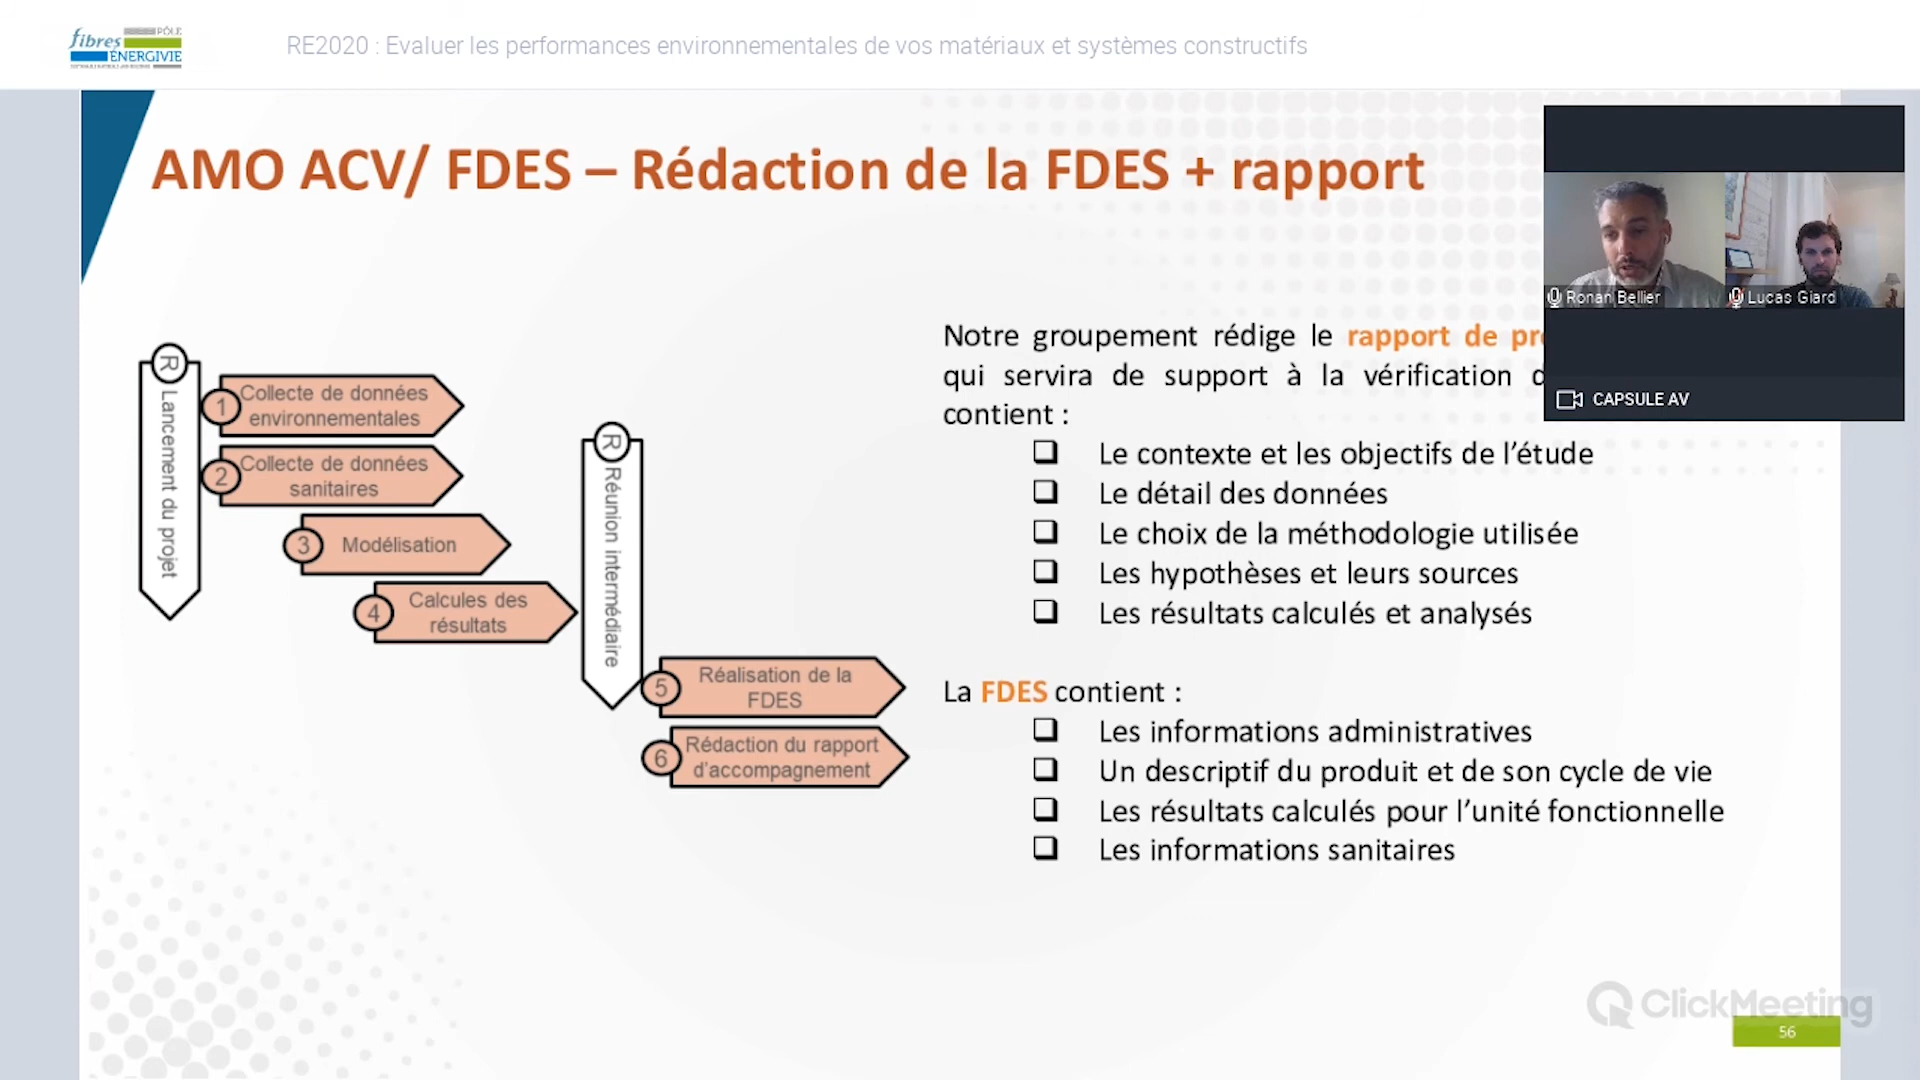 PÔLE
fibres
ÉNERGIVIE
RE2020 : Evaluer les performances environnementales de vos matériaux et systèmes constructifs
AMO ACV/ FDES – Rédaction de la FDES + rapport
R
Lancement du projet
1
Collecte de données
environnementales
2
Collecte de données
sanitaires
3
Modélisation
4
Calcules des
résultats
R
Réunion intermédiaire
5
Réalisation de la
FDES
6
Rédaction du rapport
d'accompagnement
Notre groupement rédige le rapport de
qui servira de support à la vérification
contient :
❑ Le contexte et les objectifs de l’étude
❑ Le détail des données
❑ Le choix de la méthodologie utilisée
❑ Les hypothèses et leurs sources
❑ Les résultats calculés et analysés
La FDES contient :
❑ Les informations administratives
❑ Un descriptif du produit et de son cycle de vie
❑ Les résultats calculés pour l’unité fonctionnelle
❑ Les informations sanitaires
Ronan Bellier
Lucas Giard
CAPSULE AV
ClickMeeting
56